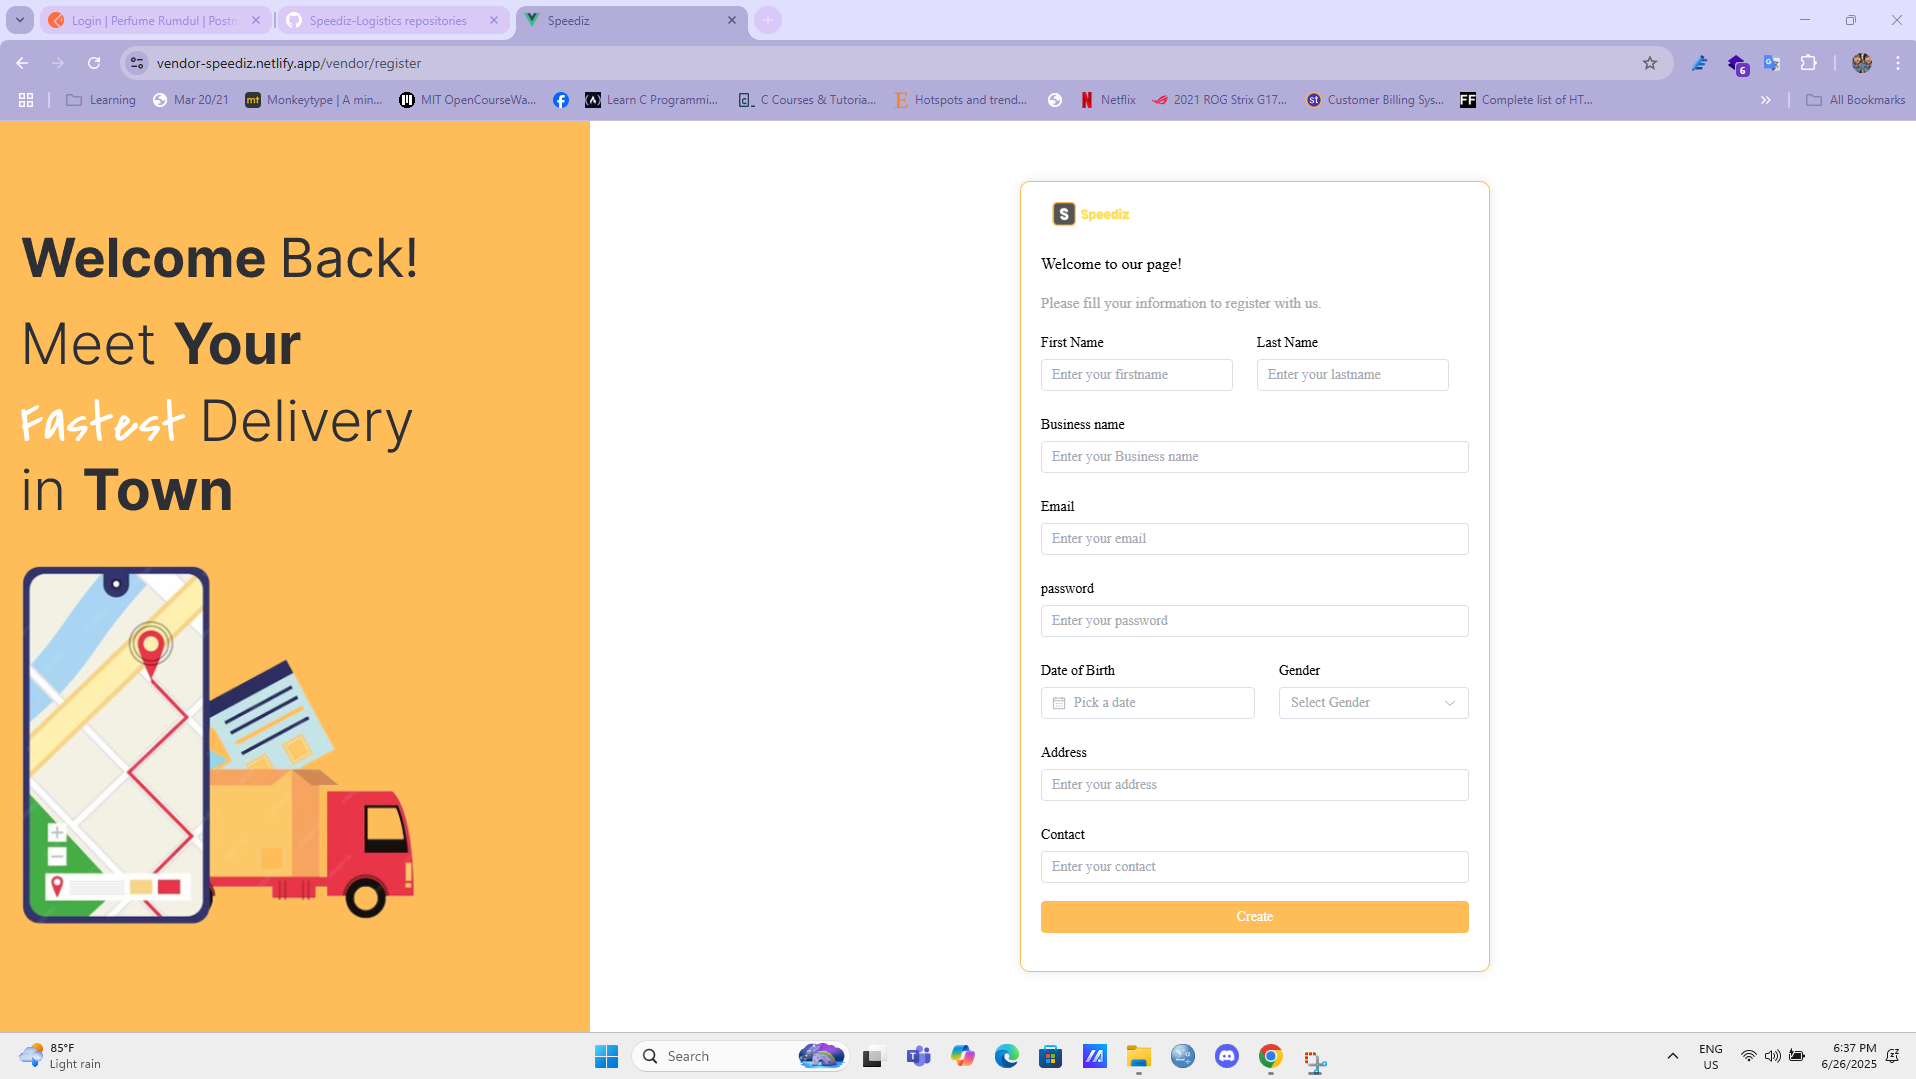 Login | Perfume Rumdul | Postm
Speediz-Logistics repositories
Speediz
vendor-speediz.netlify.app/vendor/register
6
Learning
Mar 20/21
mt
Monkeytype | A min...
MIT OpenCourseWa...
Learn C Programmi...
C Courses & Tutoria...
Hotspots and trend...
Netflix
2021 ROG Strix G17...
st
Customer Billing Sys...
FF
Complete list of HT...
All Bookmarks
Welcome Back!
Meet Your
Fastest Delivery
in Town
S Speediz
Welcome to our page!
Please fill your information to register with us.
First Name
Last Name
Enter your firstname
Enter your lastname
Business name
Enter your Business name
Email
Enter your email
password
Enter your password
Date of Birth
Gender
Pick a date
Select Gender
Address
Enter your address
Contact
Enter your contact
Create
85°F
Light rain
Search
ENG
US
6:37 PM
6/26/2025